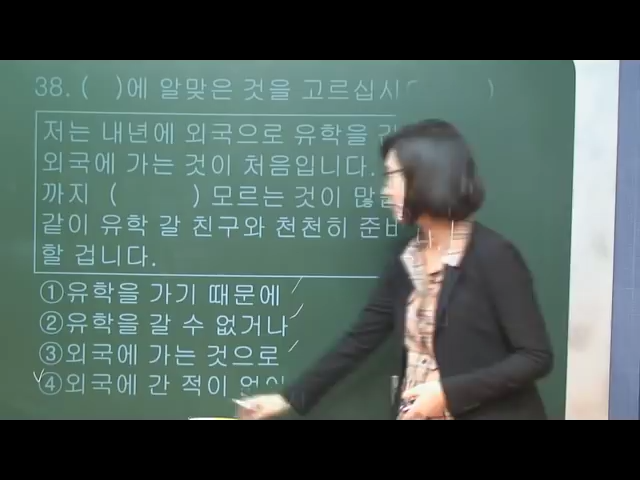 38. ( )에 알맞은 것을 고르십시 )
저는 내년에 외국으로 유학을
외국에 가는 것이 처음입니다.
까지 ( ) 모르는 것이
같이 유학 갈 친구와 천천히
할 겁니다.
①유학을 가기 때문에
②유학을 갈 수 없거나
③외국에 가는 것으로
④외국에 간 적이